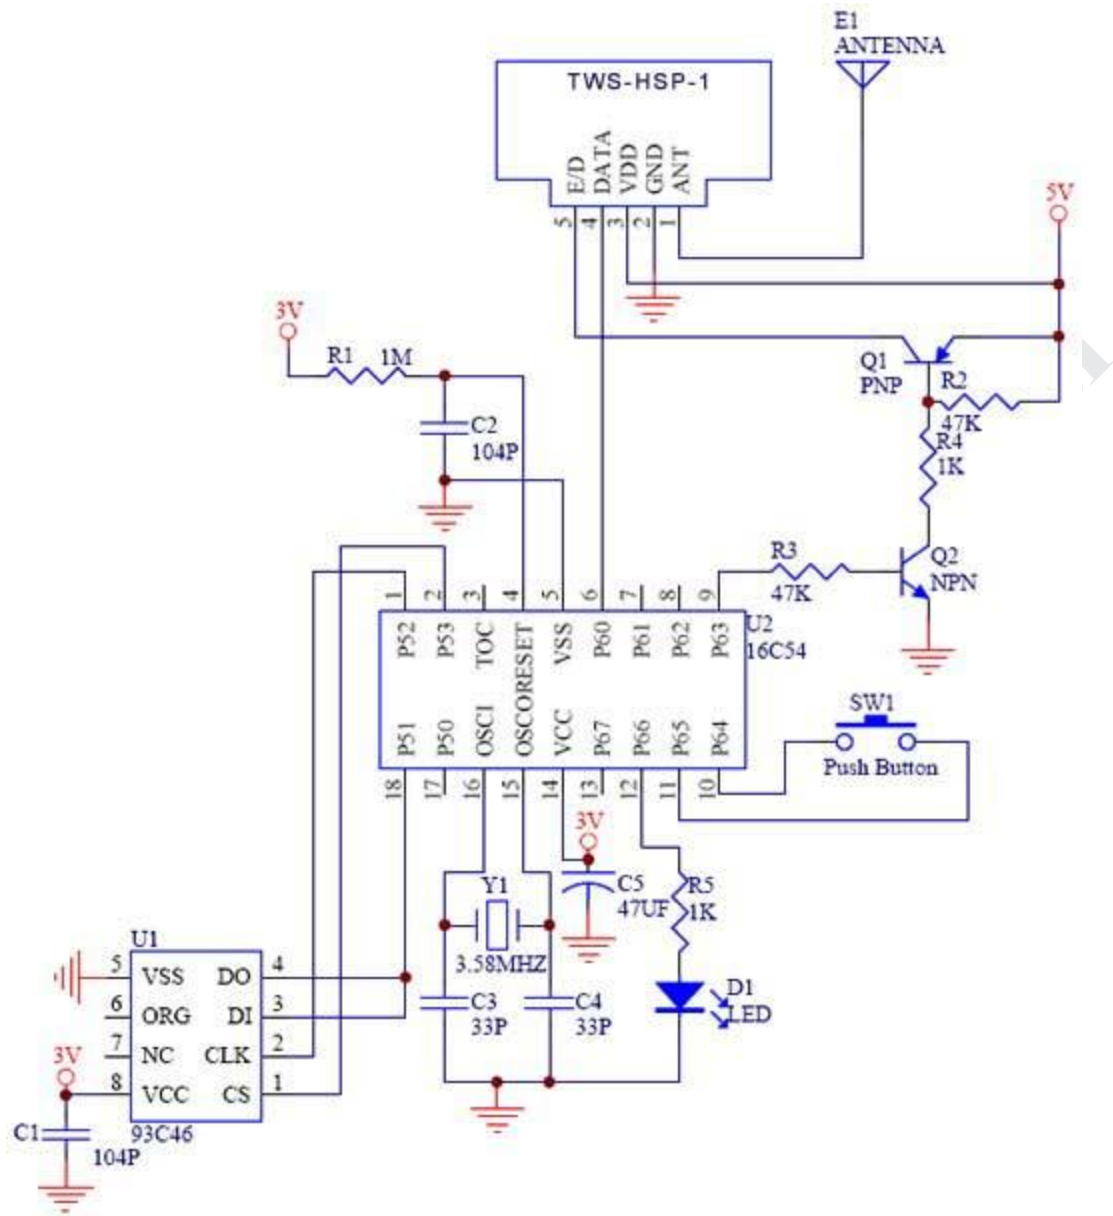 E1
ANTENNA
TWS-HSP-1
E/D
DATA
VDD
GND
ANT
5
4
3
2
1
5V
3V
R1 1M
C2
104P
Q1
PNP
R2
47K
R4
1K
R3
47K
Q2
NPN
1
2
3
4
5
6
7
8
9
P52
P53
TOC
OSCORESET
VSS
P60
P61
P62
P63
U2
16C54
P51
P50
OSCI
VCC
P67
P66
P65
P64
18
17
16
15
14
13
12
11
10
SW1
Push Button
3V
C5
47UF
R5
1K
Y1
3.58MHZ
C3
33P
C4
33P
D1
LED
U1
5 VSS DO 4
6 ORG DI 3
7 NC CLK 2
3V
8 VCC CS 1
93C46
C1
104P